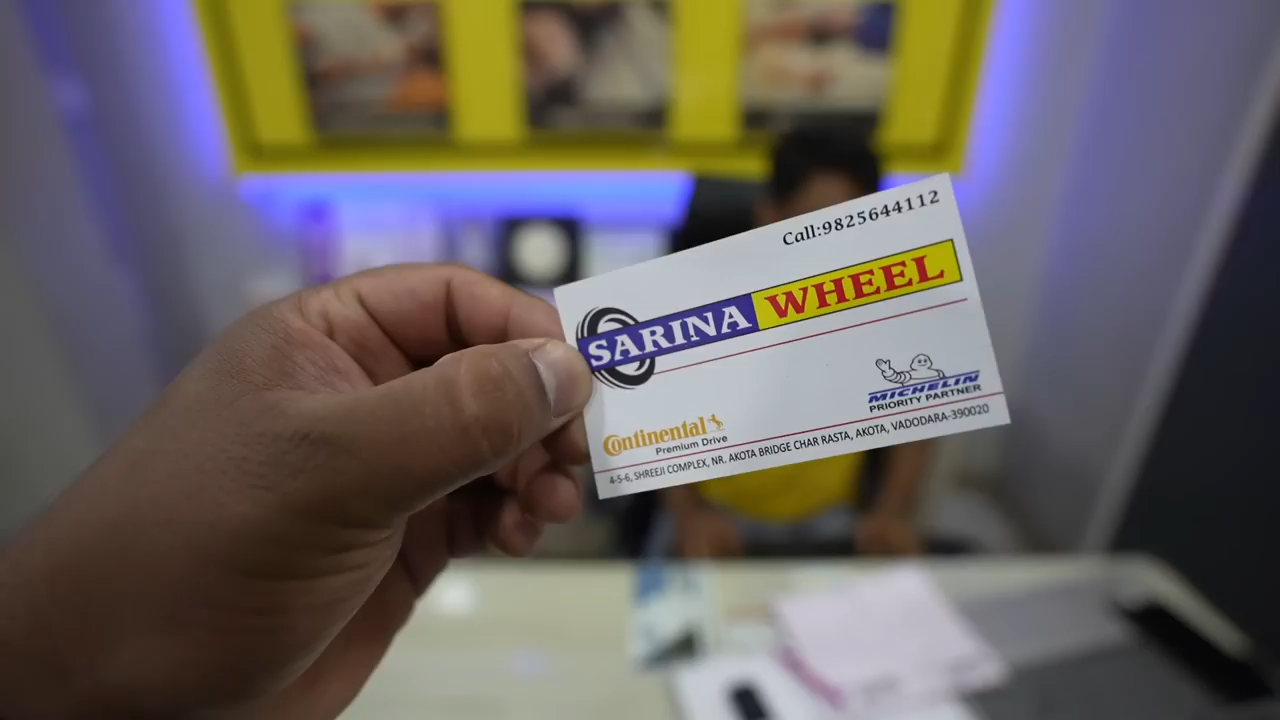 Call:9825644112
SARINA WHEEL
Continental
Premium Drive
MICHELIN
PRIORITY PARTNER
4-5-6, SHREEJI COMPLEX, NR. AKOTA BRIDGE CHAR RASTA, AKOTA, VADODARA-390020